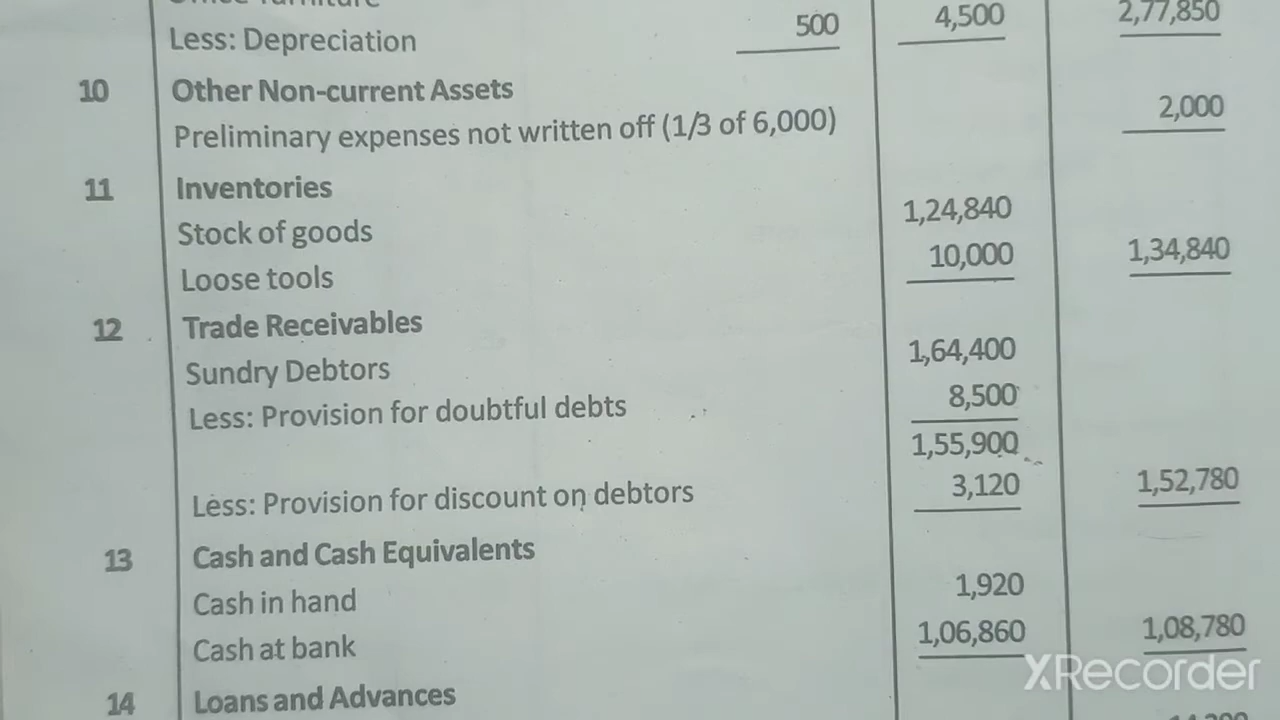 Office furniture
Less: Depreciation 500 4,500 2,77,850
10 Other Non-current Assets
Preliminary expenses not written off (1/3 of 6,000) 2,000
11 Inventories
Stock of goods 1,24,840
Loose tools 10,000 1,34,840
12 Trade Receivables
Sundry Debtors 1,64,400
Less: Provision for doubtful debts 8,500
1,55,900
Less: Provision for discount on debtors 3,120 1,52,780
13 Cash and Cash Equivalents
Cash in hand 1,920
Cash at bank 1,06,860 1,08,780
XRecorder
14 Loans and Advances